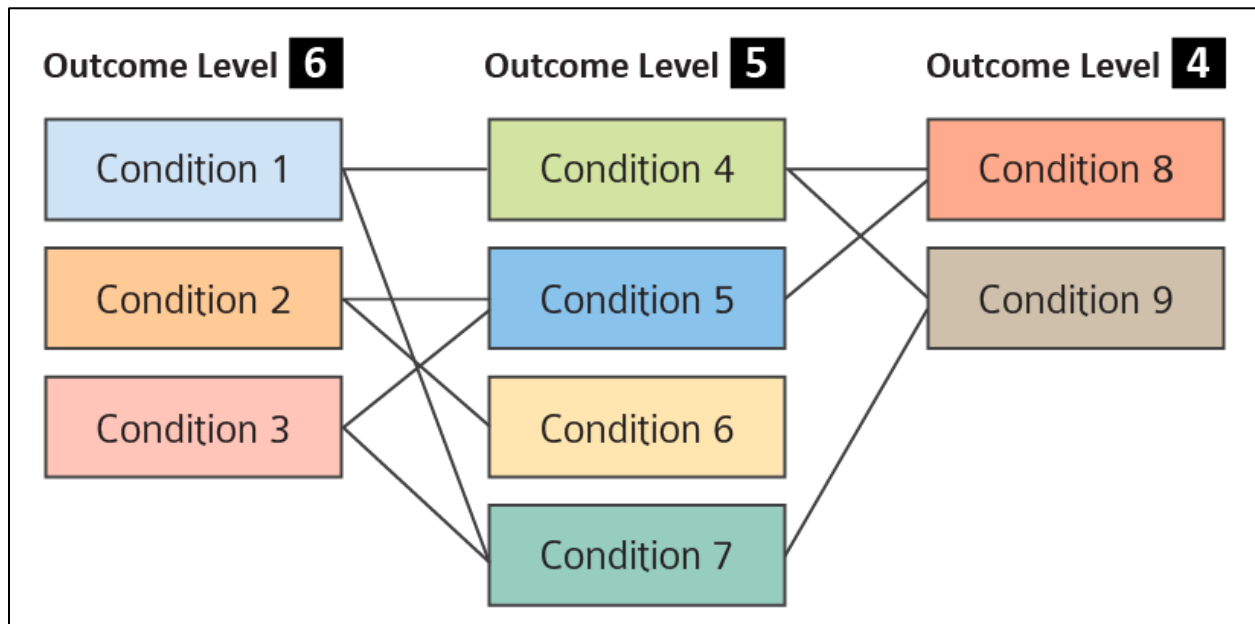 Outcome Level 6
Outcome Level 5
Outcome Level 4
Condition 1
Condition 4
Condition 8
Condition 2
Condition 5
Condition 9
Condition 3
Condition 6
Condition 7